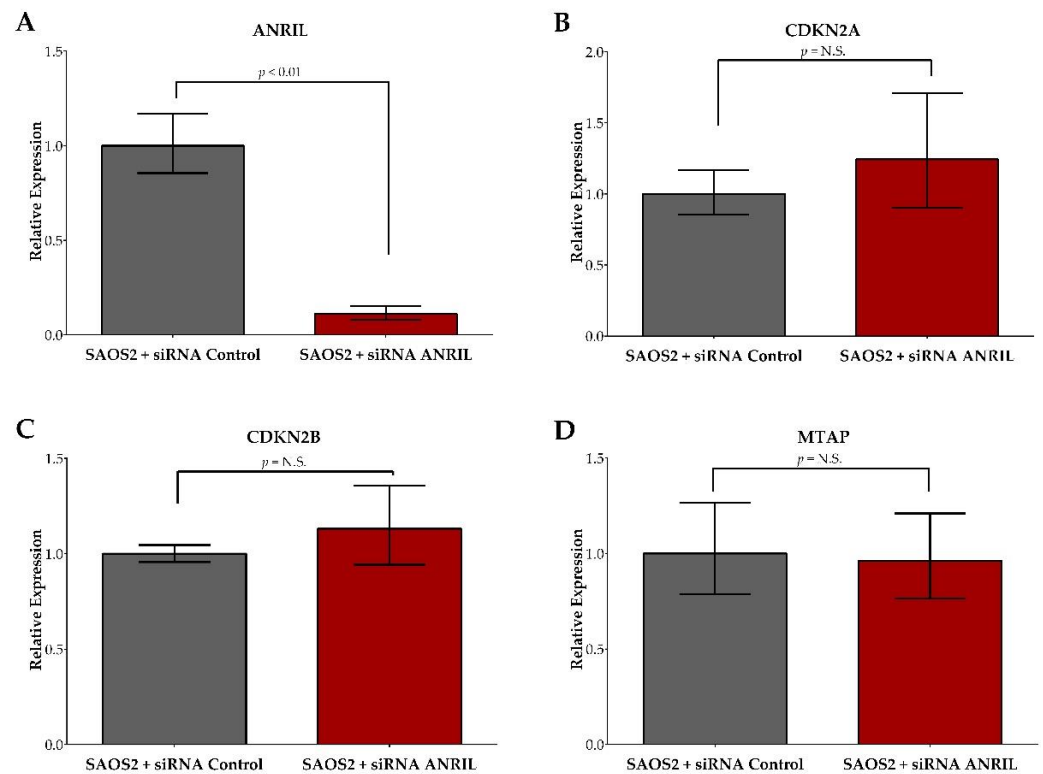 A
ANRIL
1.5
p < 0.01
1.0
Relative Expression
0.5
0.0
SAOS2 + siRNA Control
SAOS2 + siRNA ANRIL
B
CDKN2A
2.0
p = N.S.
1.5
Relative Expression
1.0
0.5
0.0
SAOS2 + siRNA Control
SAOS2 + siRNA ANRIL
C
CDKN2B
1.5
p = N.S.
1.0
Relative Expression
0.5
0.0
SAOS2 + siRNA Control
SAOS2 + siRNA ANRIL
D
MTAP
1.5
p = N.S.
1.0
Relative Expression
0.5
0.0
SAOS2 + siRNA Control
SAOS2 + siRNA ANRIL